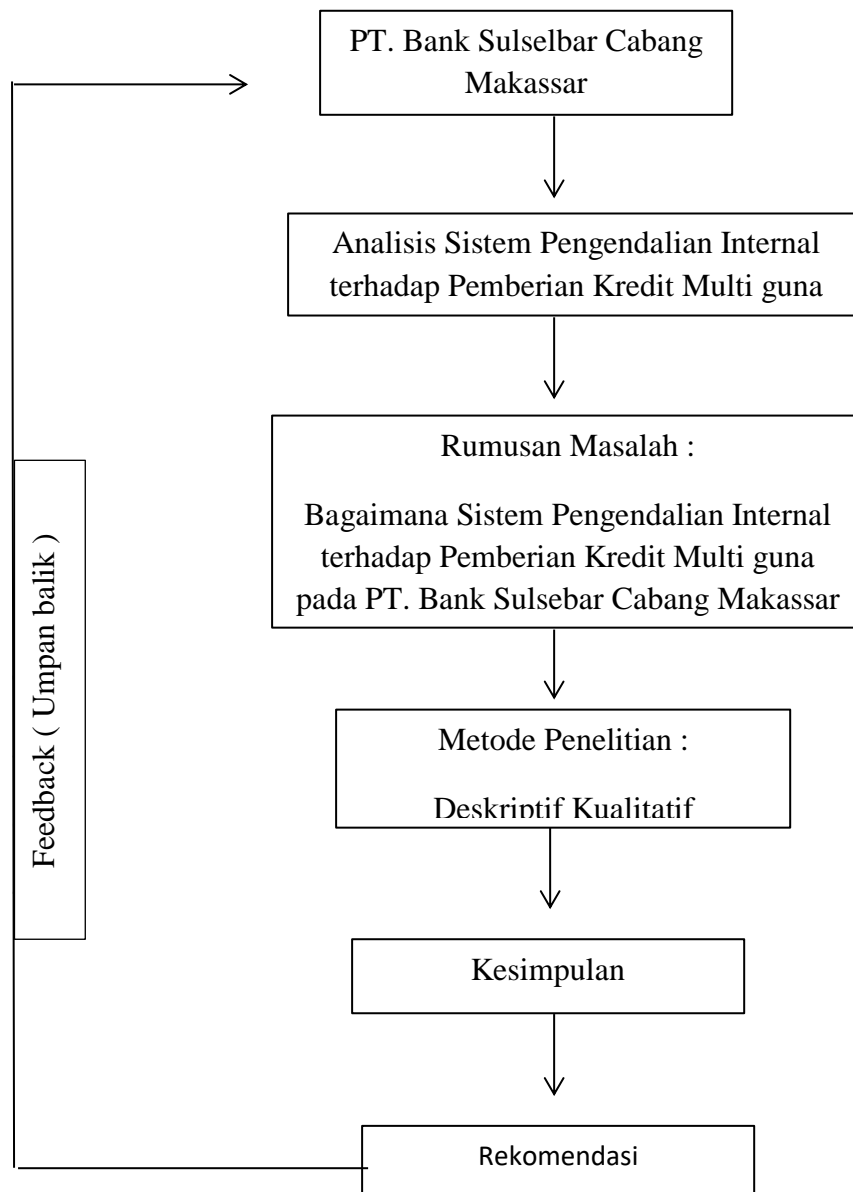 PT. Bank Sulselbar Cabang
Makassar
Analisis Sistem Pengendalian Internal
terhadap Pemberian Kredit Multi guna
Rumusan Masalah :
Bagaimana Sistem Pengendalian Internal
terhadap Pemberian Kredit Multi guna
pada PT. Bank Sulsebar Cabang Makassar
Metode Penelitian :
Deskriptif Kualitatif
Kesimpulan
Rekomendasi
Feedback ( Umpan balik )